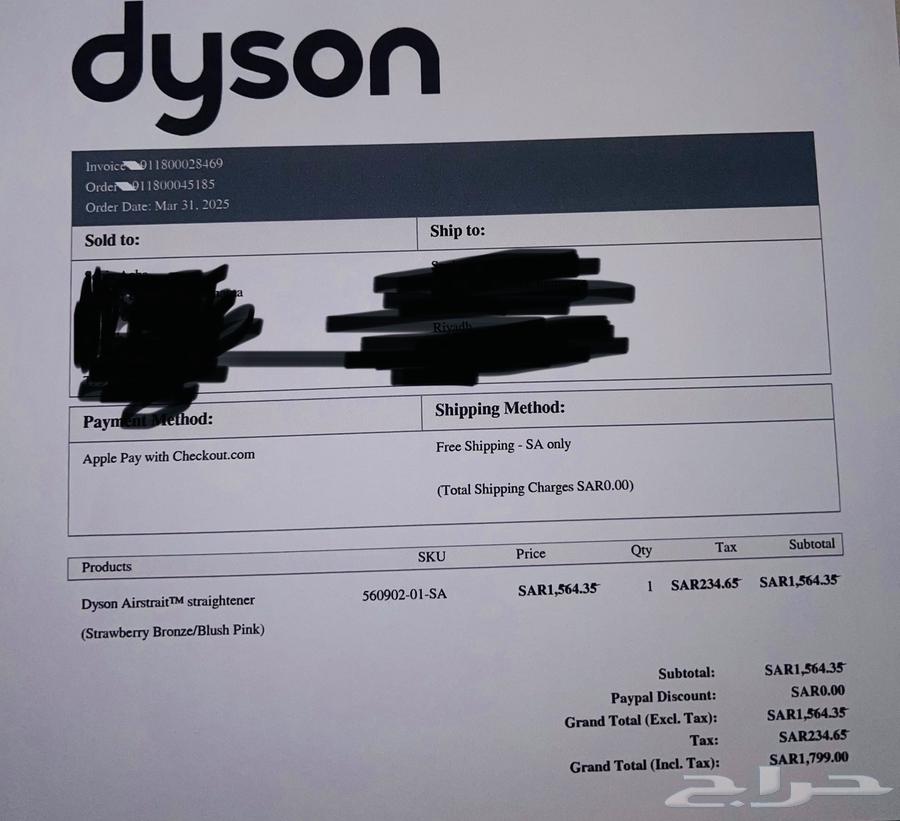 dyson
Invoice 911800028469
Order 911800045185
Order Date: Mar 31, 2025
Sold to:
Ship to:
Riyadh
Payment Method:
Shipping Method:
Apple Pay with Checkout.com
Free Shipping - SA only
(Total Shipping Charges SAR0.00)
Products SKU Price Qty Tax Subtotal
Dyson Airstrait™ straightener 560902-01-SA SAR1,564.35 1 SAR234.65 SAR1,564.35
(Strawberry Bronze/Blush Pink)
Subtotal: SAR1,564.35
Paypal Discount: SAR0.00
Grand Total (Excl. Tax): SAR1,564.35
Tax: SAR234.65
Grand Total (Incl. Tax): SAR1,799.00
حراج